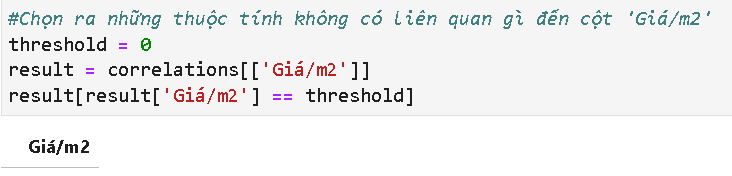 #Chọn ra những thuộc tính không có liên quan gì đến cột 'Giá/m2'
threshold = 0
result = correlations[['Giá/m2']]
result[result['Giá/m2'] == threshold]
Giá/m2